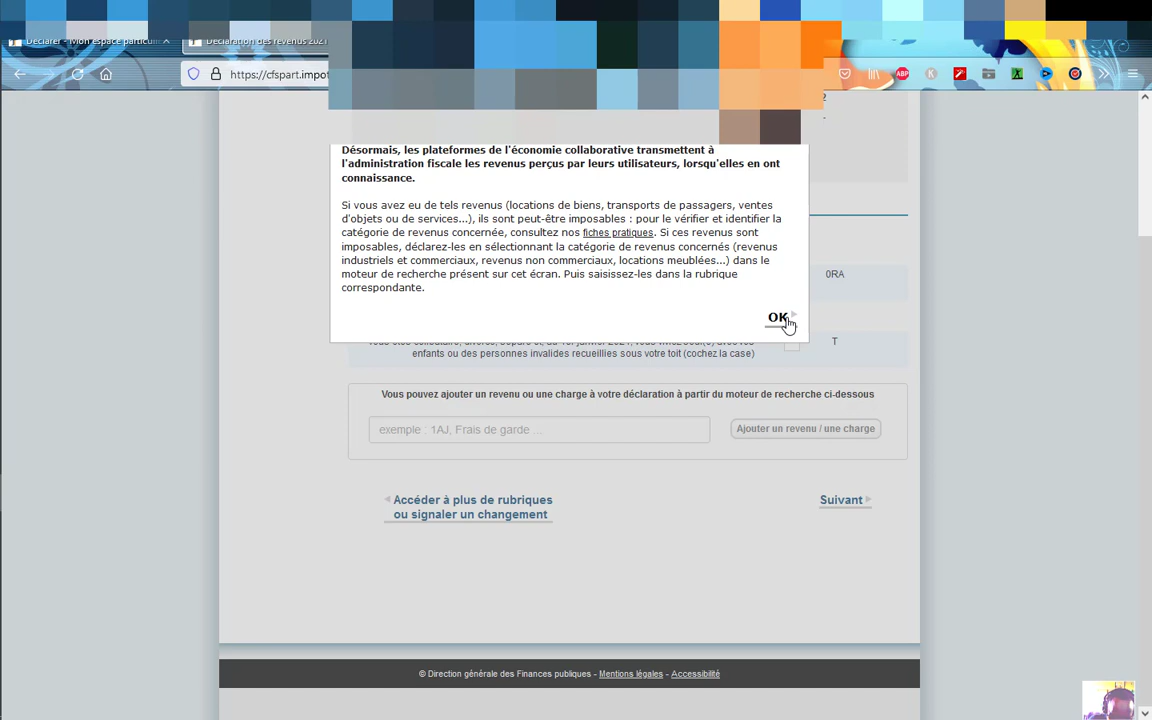 Déclarer - Mon espace particu
Déclaration des revenus 2021
https://cfspart.impot
ABP
K
2
Désormais, les plateformes de l'économie collaborative transmettent à
l'administration fiscale les revenus perçus par leurs utilisateurs, lorsqu'elles en ont
connaissance.
Si vous avez eu de tels revenus (locations de biens, transports de passagers, ventes
d'objets ou de services...), ils sont peut-être imposables : pour le vérifier et identifier la
catégorie de revenus concernée, consultez nos fiches pratiques. Si ces revenus sont
imposables, déclarez-les en sélectionnant la catégorie de revenus concernés (revenus
industriels et commerciaux, revenus non commerciaux, locations meublées...) dans le
moteur de recherche présent sur cet écran. Puis saisissez-les dans la rubrique
correspondante.
0RA
OK
T
enfants ou des personnes invalides recueillies sous votre toit (cochez la case)
Vous pouvez ajouter un revenu ou une charge à votre déclaration à partir du moteur de recherche ci-dessous
exemple : 1AJ, Frais de garde ...
Ajouter un revenu / une charge
Accéder à plus de rubriques
ou signaler un changement
Suivant
© Direction générale des Finances publiques - Mentions légales - Accessibilité